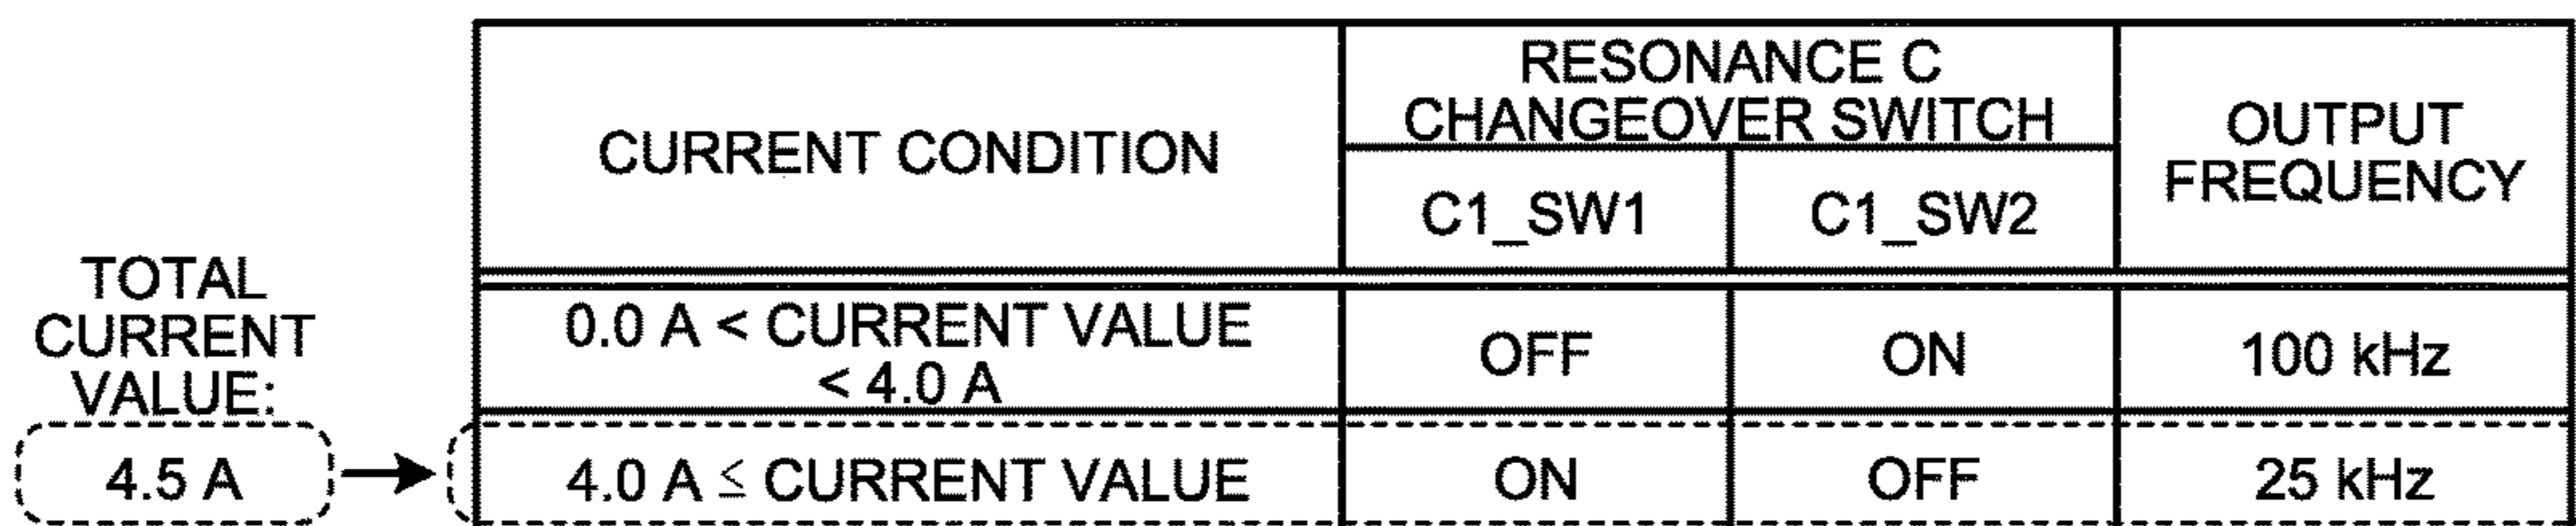 CURRENT CONDITION
RESONANCE C
CHANGEOVER SWITCH
C1_SW1
C1_SW2
OUTPUT
FREQUENCY
TOTAL
CURRENT
VALUE:
4.5 A
0.0 A < CURRENT VALUE
< 4.0 A
OFF
ON
100 kHz
4.0 A ≦ CURRENT VALUE
ON
OFF
25 kHz